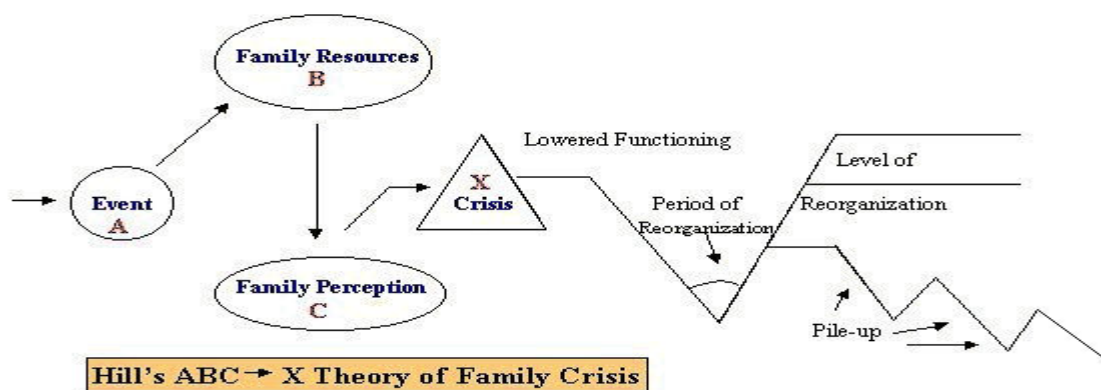 Family Resources
B
Event
A
Family Perception
C
X
Crisis
Lowered Functioning
Period of
Reorganization
Level of
Reorganization
Pile-up
Hill's ABC → X Theory of Family Crisis